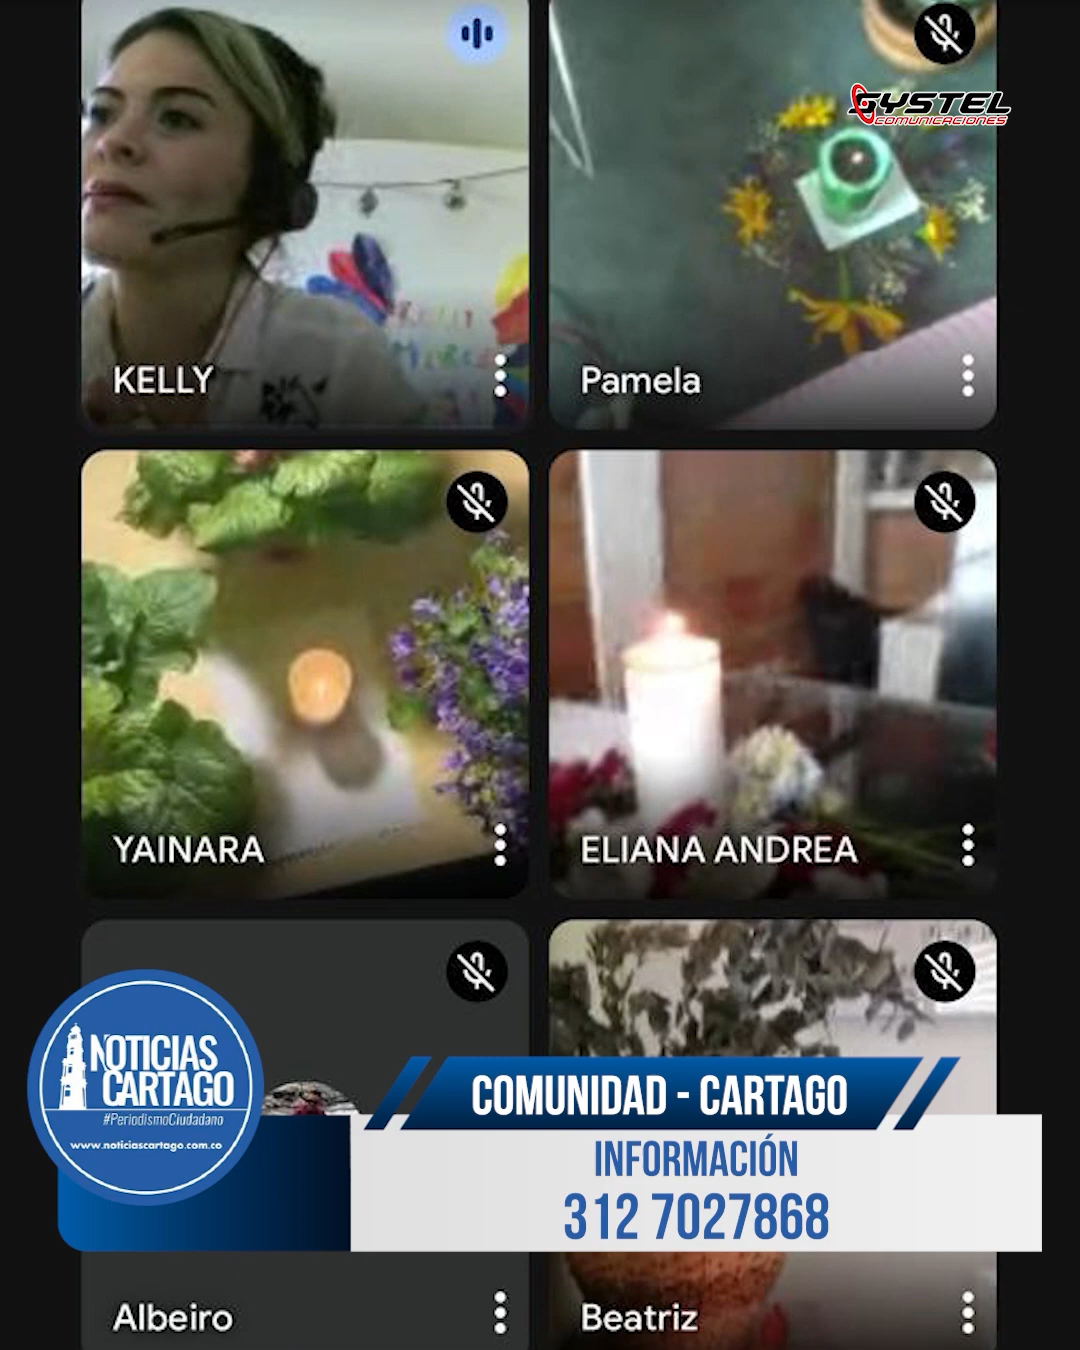 SYSTEL
COMUNICACIONES
KELLY
Pamela
YAINARA
ELIANA ANDREA
NOTICIAS
CARTAGO
#PeriodismoCiudadano
www.noticiascartago.com.co
COMUNIDAD - CARTAGO
INFORMACIÓN
312 7027868
Albeiro
Beatriz